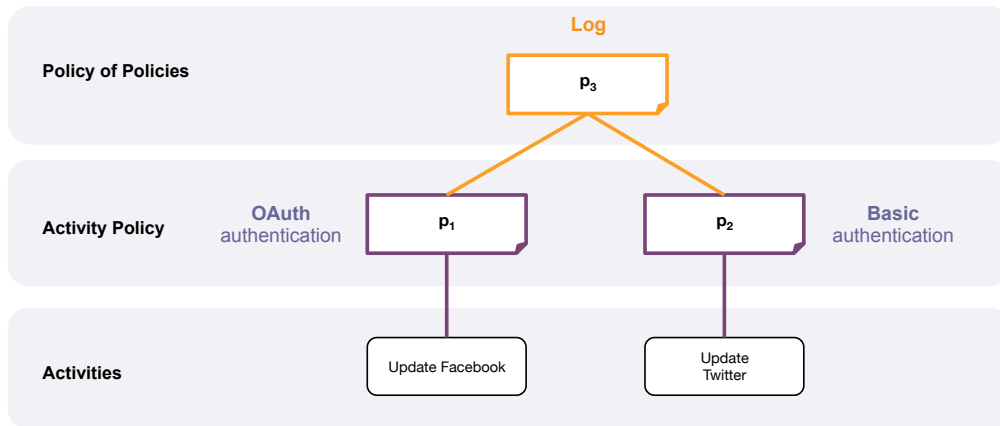 Log
Policy of Policies
p3
OAuth
authentication
Activity Policy
p1
p2
Basic
authentication
Activities
Update Facebook
Update
Twitter